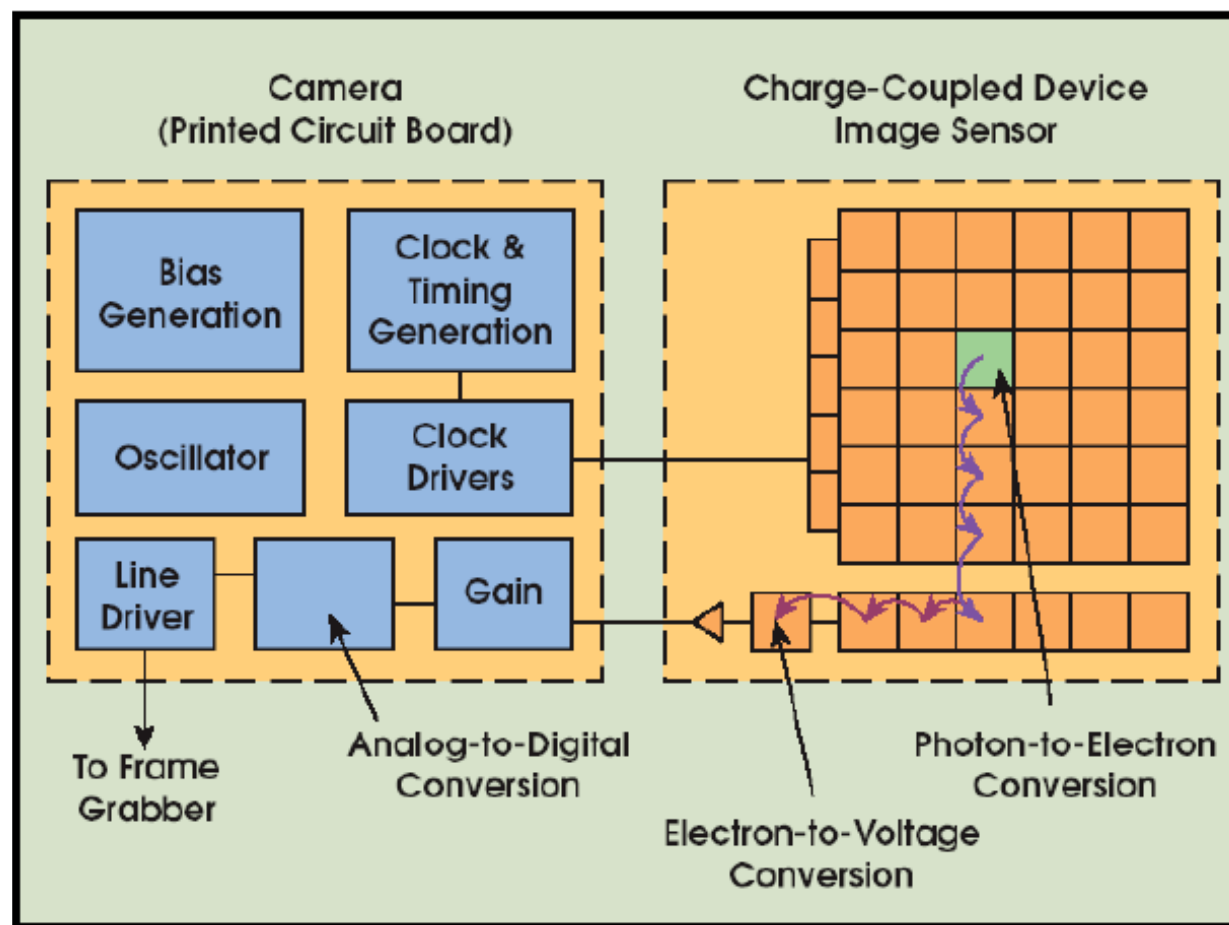 Camera
(Printed Circuit Board)
Charge-Coupled Device
Image Sensor
Bias
Generation
Clock &
Timing
Generation
Oscillator
Clock
Drivers
Line
Driver
Gain
To Frame
Grabber
Analog-to-Digital
Conversion
Electron-to-Voltage
Conversion
Photon-to-Electron
Conversion